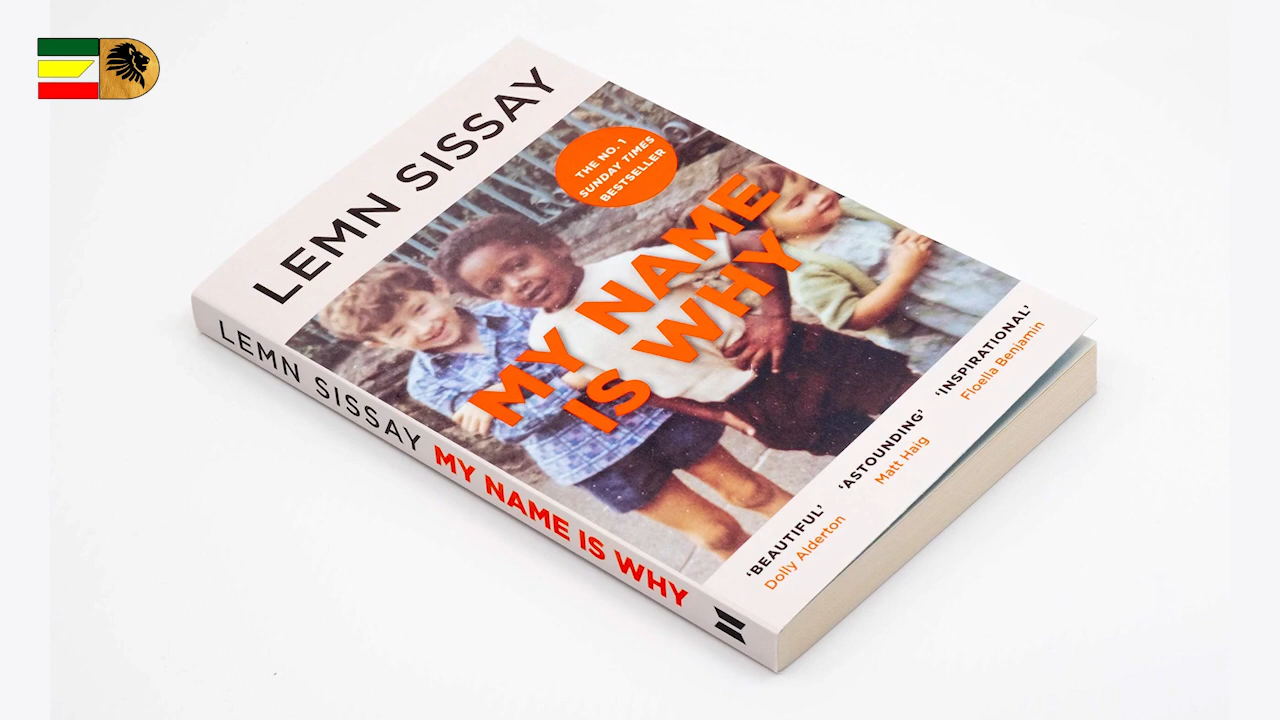 LEMN SISSAY
THE NO. 1
SUNDAY TIMES
BESTSELLER
MY NAME
IS WHY
‘BEAUTIFUL’
Dolly Alderton
‘ASTOUNDING’
Matt Haig
‘INSPIRATIONAL’
Floella Benjamin
LEMN SISSAY MY NAME IS WHY